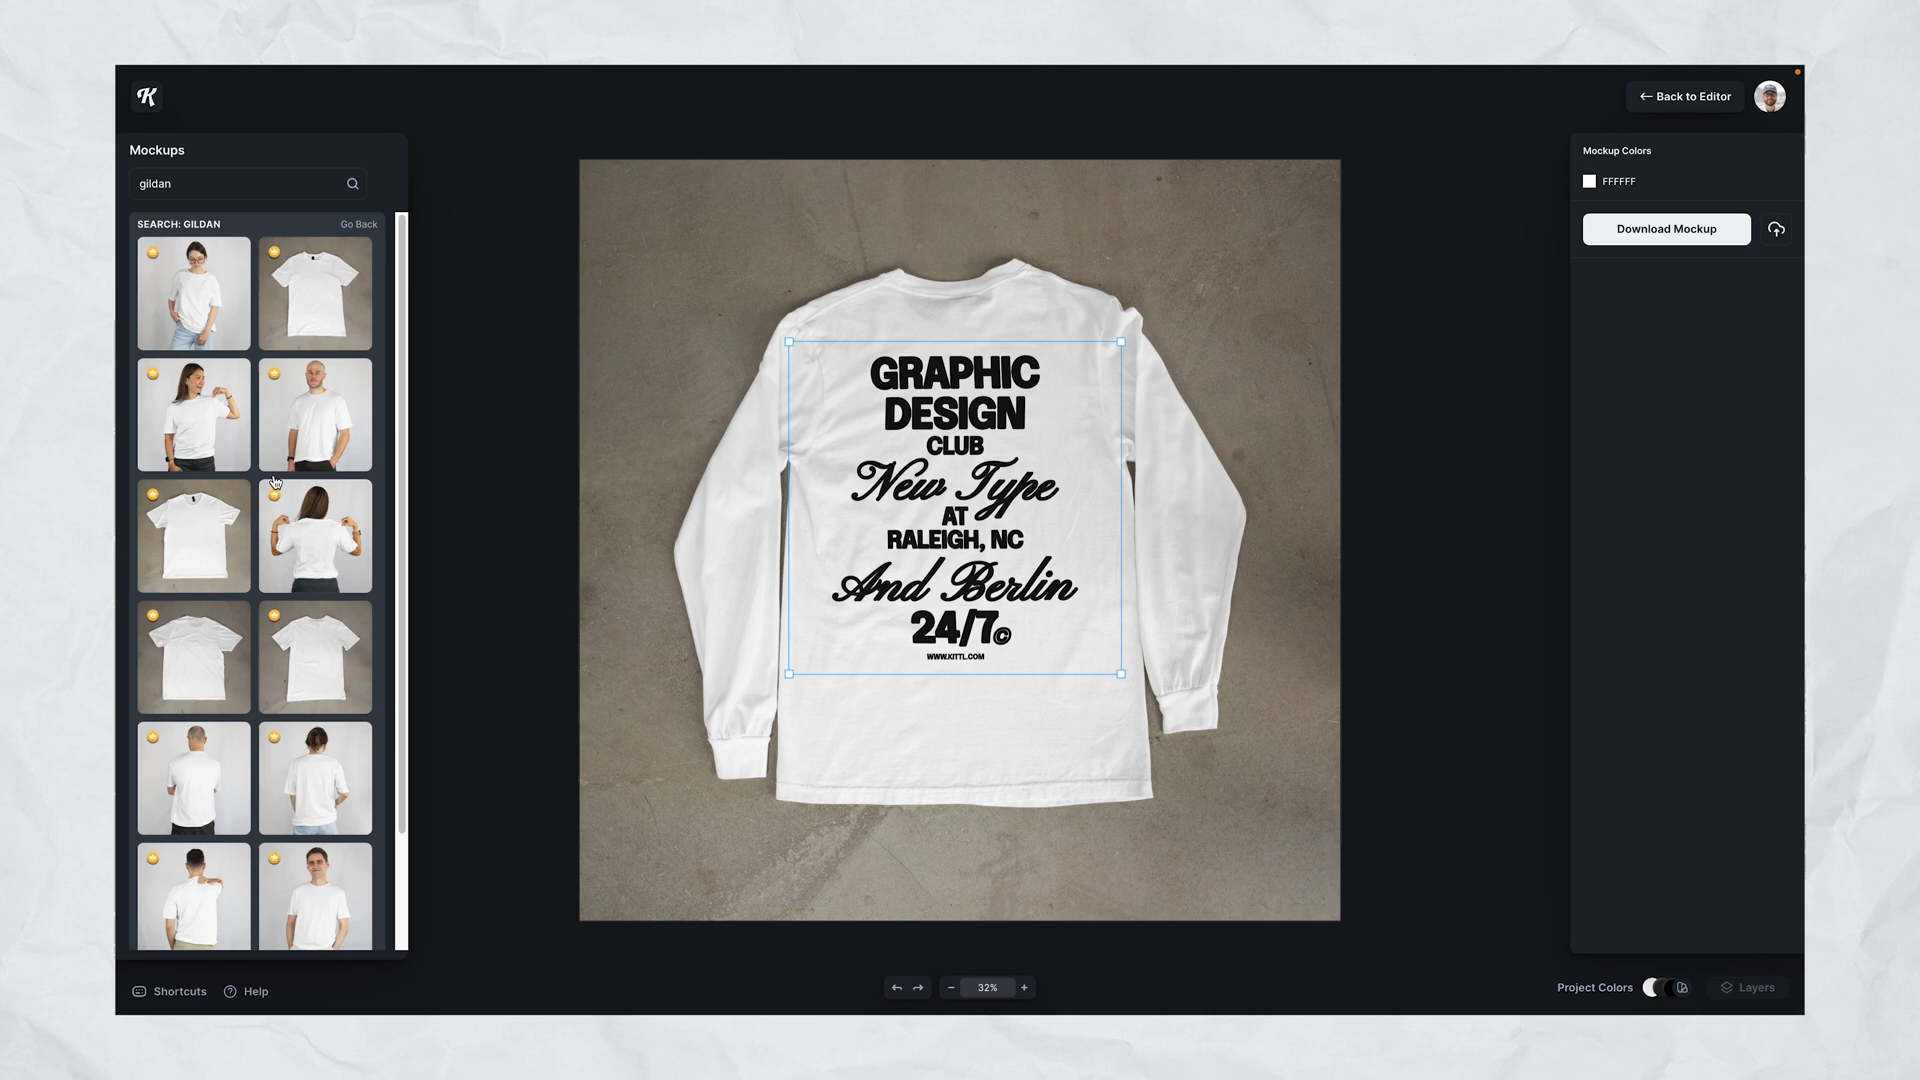 K
← Back to Editor
Mockups
gildan
SEARCH: GILDAN
Go Back
GRAPHIC
DESIGN
CLUB
New Type
AT
RALEIGH, NC
And Berlin
24/7©
WWW.KITTL.COM
Mockup Colors
FFFFFF
Download Mockup
Shortcuts
Help
32%
Project Colors
Layers